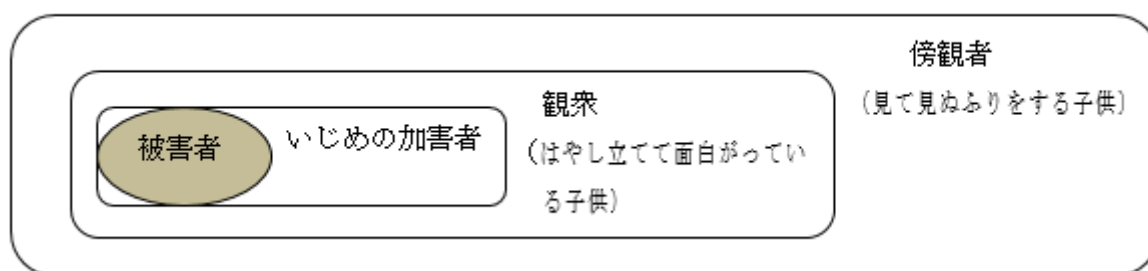 傍観者
(見て見ぬふりをする子供)
観衆
(はやし立てて面白がってい
る子供)
いじめの加害者
被害者